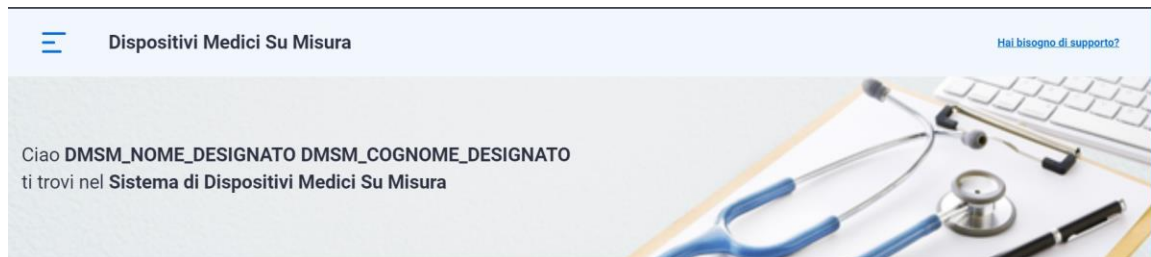 Dispositivi Medici Su Misura
Hai bisogno di supporto?
Ciao DMSM_NOME_DESIGNATO DMSM_COGNOME_DESIGNATO
ti trovi nel Sistema di Dispositivi Medici Su Misura